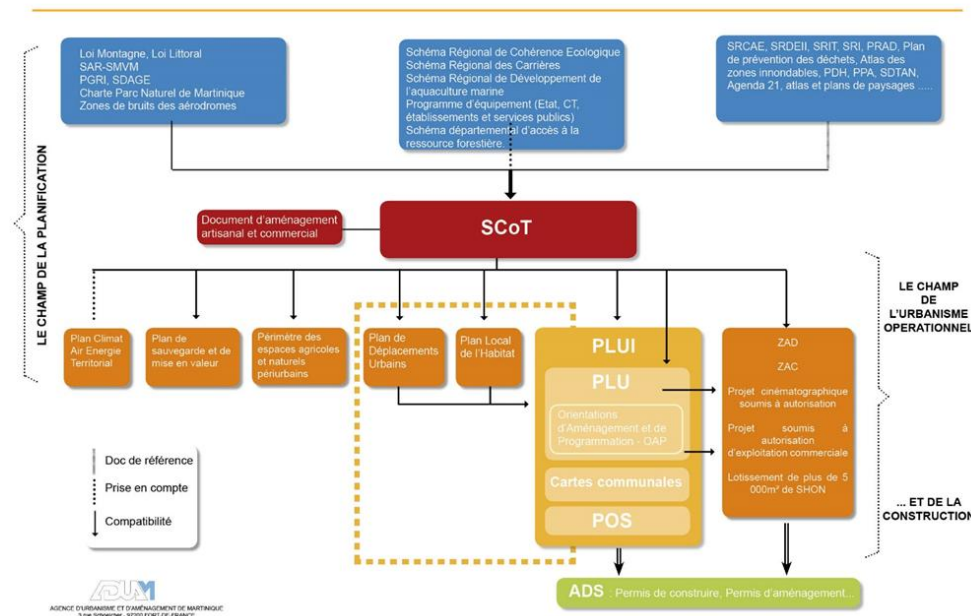 Loi Montagne, Loi Littoral
SAR-SMVM
PGRI, SDAGE
Charte Parc Naturel de Martinique
Zones de bruits des aérodromes
Schéma Régional de Cohérence Ecologique
Schéma Régional des Carrières
Schéma Régional de Développement de
l'aquaculture marine
Programme d'équipement (Etat, CT,
établissements et services publics)
Schéma départemental d'accès à la
ressource forestière.
SRCAE, SRDEII, SRIT, SRI, PRAD, Plan
de prévention des déchets, Atlas des
zones innondables, PDH, PPA, SDTAN,
Agenda 21, atlas et plans de paysages .....
LE CHAMP DE LA PLANIFICATION
Document d'aménagement
artisanal et commercial
SCoT
LE CHAMP
DE
L'URBANISME
OPERATIONNEL
Plan Climat
Air Energie
Territorial
Plan de
sauvegarde et de
mise en valeur
Périmètre des
espaces agricoles
et naturels
périurbains
Plan de
Déplacements
Urbains
Plan Local
de l'Habitat
PLUI
PLU
Orientations
d'Aménagement et de
Programmation - OAP
Cartes communales
POS
ZAD
ZAC
Projet cinématographique
soumis à autorisation
Projet soumis à
autorisation
d'exploitation commerciale
Lotissement de plus de 5
000m² de SHON
... ET DE LA
CONSTRUCTION
Doc de référence
Prise en compte
Compatibilité
ADUAM
AGENCE D'URBANISME ET D'AMÉNAGEMENT DE MARTINIQUE
3 rue Schoelcher - 97200 FORT-DE-FRANCE
ADS : Permis de construire, Permis d'aménagement...